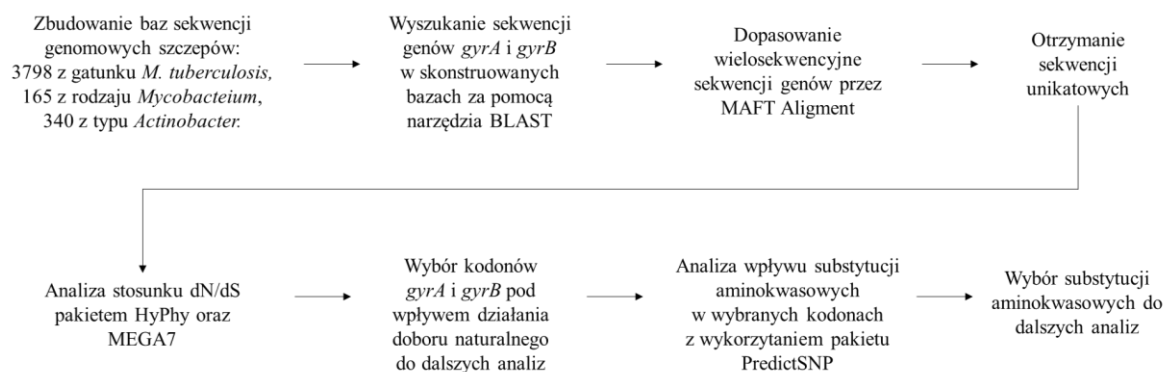 Zbudowanie baz sekwencji
genomowych szczepów:
3798 z gatunku M. tuberculosis,
165 z rodzaju Mycobacteium,
340 z typu Actinobacter.
Wyszukanie sekwencji
genów gyrA i gyrB
w skonstruowanych
bazach za pomocą
narzędzia BLAST
Dopasowanie
wielosekwencyjne
sekwencji genów przez
MAFT Aligment
Otrzymanie
sekwencji
unikatowych
Analiza stosunku dN/dS
pakietem HyPhy oraz
MEGA7
Wybór kodonów
gyrA i gyrB pod
wpływem działania
doboru naturalnego
do dalszych analiz
Analiza wpływu substytucji
aminokwasowych
w wybranych kodonach
z wykorzytaniem pakietu
PredictSNP
Wybór substytucji
aminokwasowych do
dalszych analiz